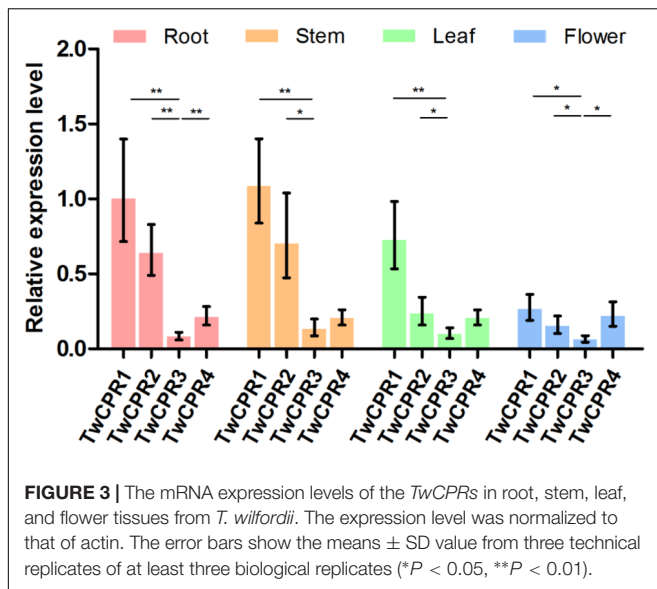 Root Stem Leaf Flower
2.0
1.5
1.0
0.5
0.0
Relative expression level
** ** ** *
** ** * * * *
TwCPR1 TwCPR2 TwCPR3 TwCPR4 TwCPR1 TwCPR2 TwCPR3 TwCPR4 TwCPR1 TwCPR2 TwCPR3 TwCPR4 TwCPR1 TwCPR2 TwCPR3 TwCPR4
FIGURE 3 | The mRNA expression levels of the TwCPRs in root, stem, leaf,
and flower tissues from T. wilfordii. The expression level was normalized to
that of actin. The error bars show the means ± SD value from three technical
replicates of at least three biological replicates (*P < 0.05, **P < 0.01).